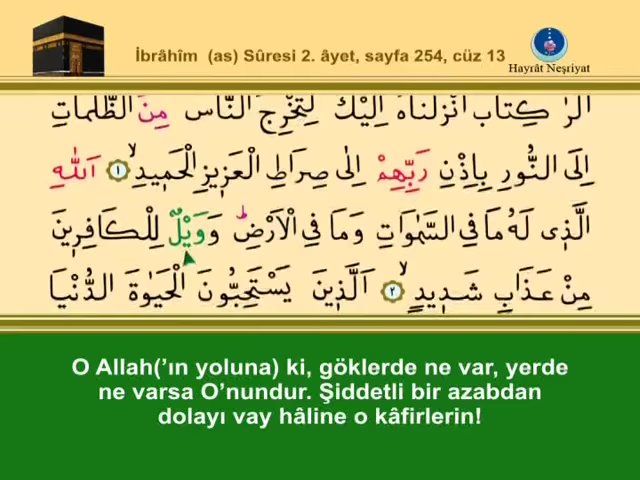 İbrâhîm (as) Sûresi 2. âyet, sayfa 254, cüz 13
Hayrât Neşriyat
الٓرٰ كِتَابٌ اَنْزَلْنَاهُ اِلَيْكَ لِتُخْرِجَ النَّاسَ مِنَ الظُّلُمَاتِ
اِلَى النُّورِ بِاِذْنِ رَبِّهِمْ اِلٰى صِرَاطِ الْعَزِيزِ الْحَمِيدِۙ ﴿١﴾ اَللّٰهِ
الَّذِى لَهُ مَا فِى السَّمٰوَاتِ وَمَا فِى الْاَرْضِۜ وَوَيْلٌ لِلْكَافِرِينَ
مِنْ عَذَابٍ شَدِيدٍۙ ﴿٢﴾ اَلَّذِينَ يَسْتَحِبُّونَ الْحَيٰوةَ الدُّنْيَا
O Allah(’ın yoluna) ki, göklerde ne var, yerde
ne varsa O’nundur. Şiddetli bir azabdan
dolayı vay hâline o kâfirlerin!